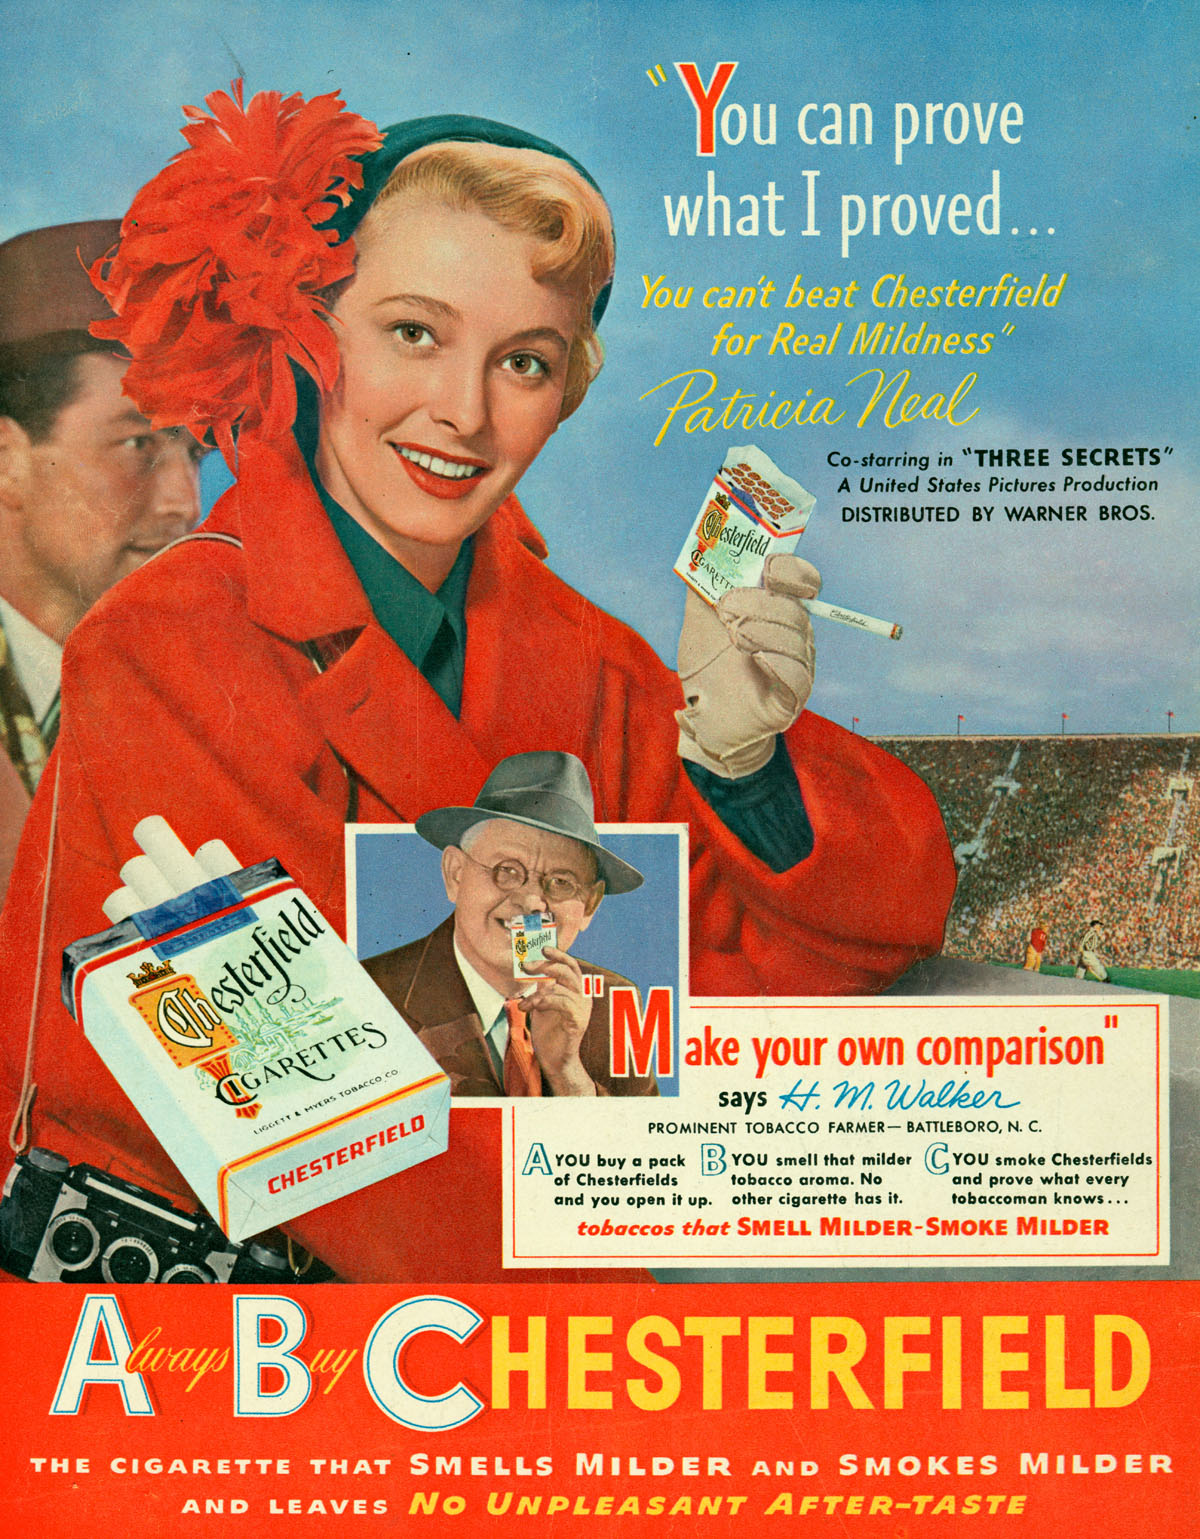 "You can prove
what I proved...
You can't beat Chesterfield
for Real Mildness"
Patricia Neal
Co-starring in "THREE SECRETS"
A United States Pictures Production
DISTRIBUTED BY WARNER BROS.
Chesterfield
CIGARETTES
Chesterfield
Chesterfield
Chesterfield
CIGARETTES
LIGGETT & MYERS TOBACCO CO.
CHESTERFIELD
"Make your own comparison"
says H. M. Walker
PROMINENT TOBACCO FARMER—BATTLEBORO, N. C.
A YOU buy a pack
of Chesterfields
and you open it up.
B YOU smell that milder
tobacco aroma. No
other cigarette has it.
C YOU smoke Chesterfields
and prove what every
tobaccoman knows...
tobaccos that SMELL MILDER-SMOKE MILDER
Always Buy CHESTERFIELD
THE CIGARETTE THAT SMELLS MILDER AND SMOKES MILDER
AND LEAVES NO UNPLEASANT AFTER-TASTE